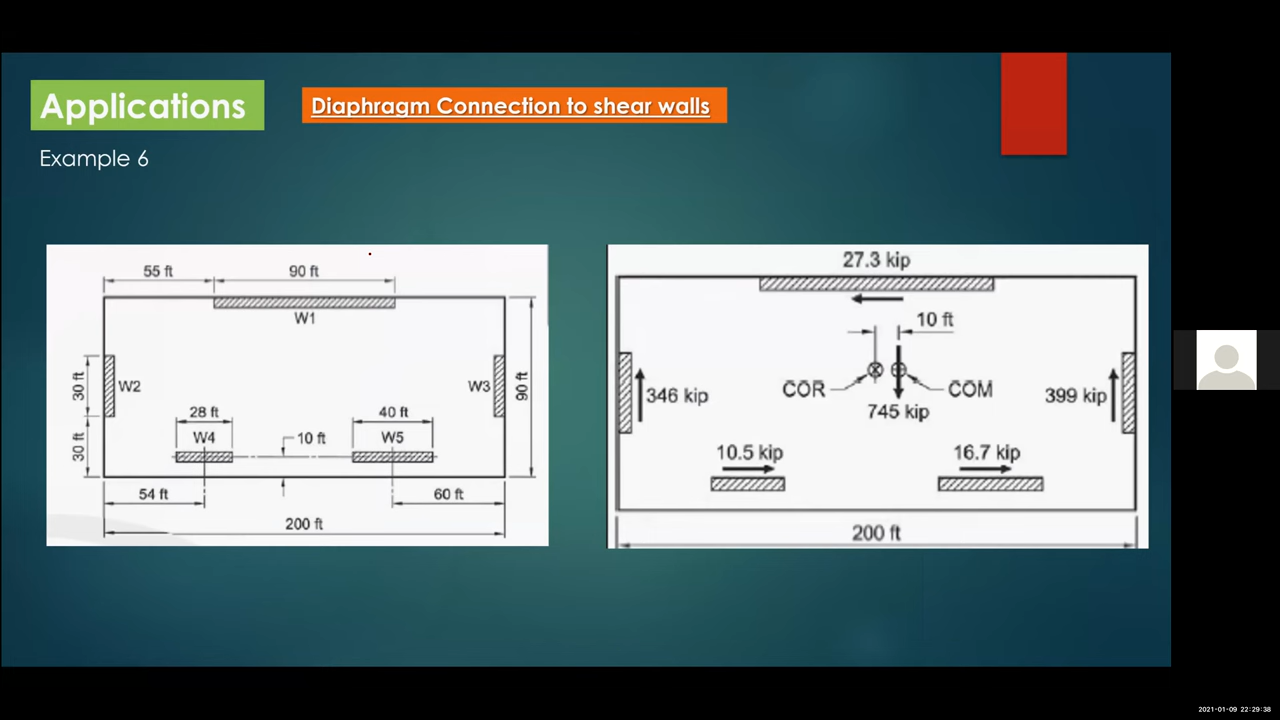 Applications
Diaphragm Connection to shear walls
Example 6
55 ft
90 ft
W1
30 ft
W2
W3
90 ft
28 ft
40 ft
30 ft
W4
10 ft
W5
54 ft
60 ft
200 ft
27.3 kip
10 ft
COR
COM
346 kip
745 kip
399 kip
10.5 kip
16.7 kip
200 ft
2021-01-09 22:29:38